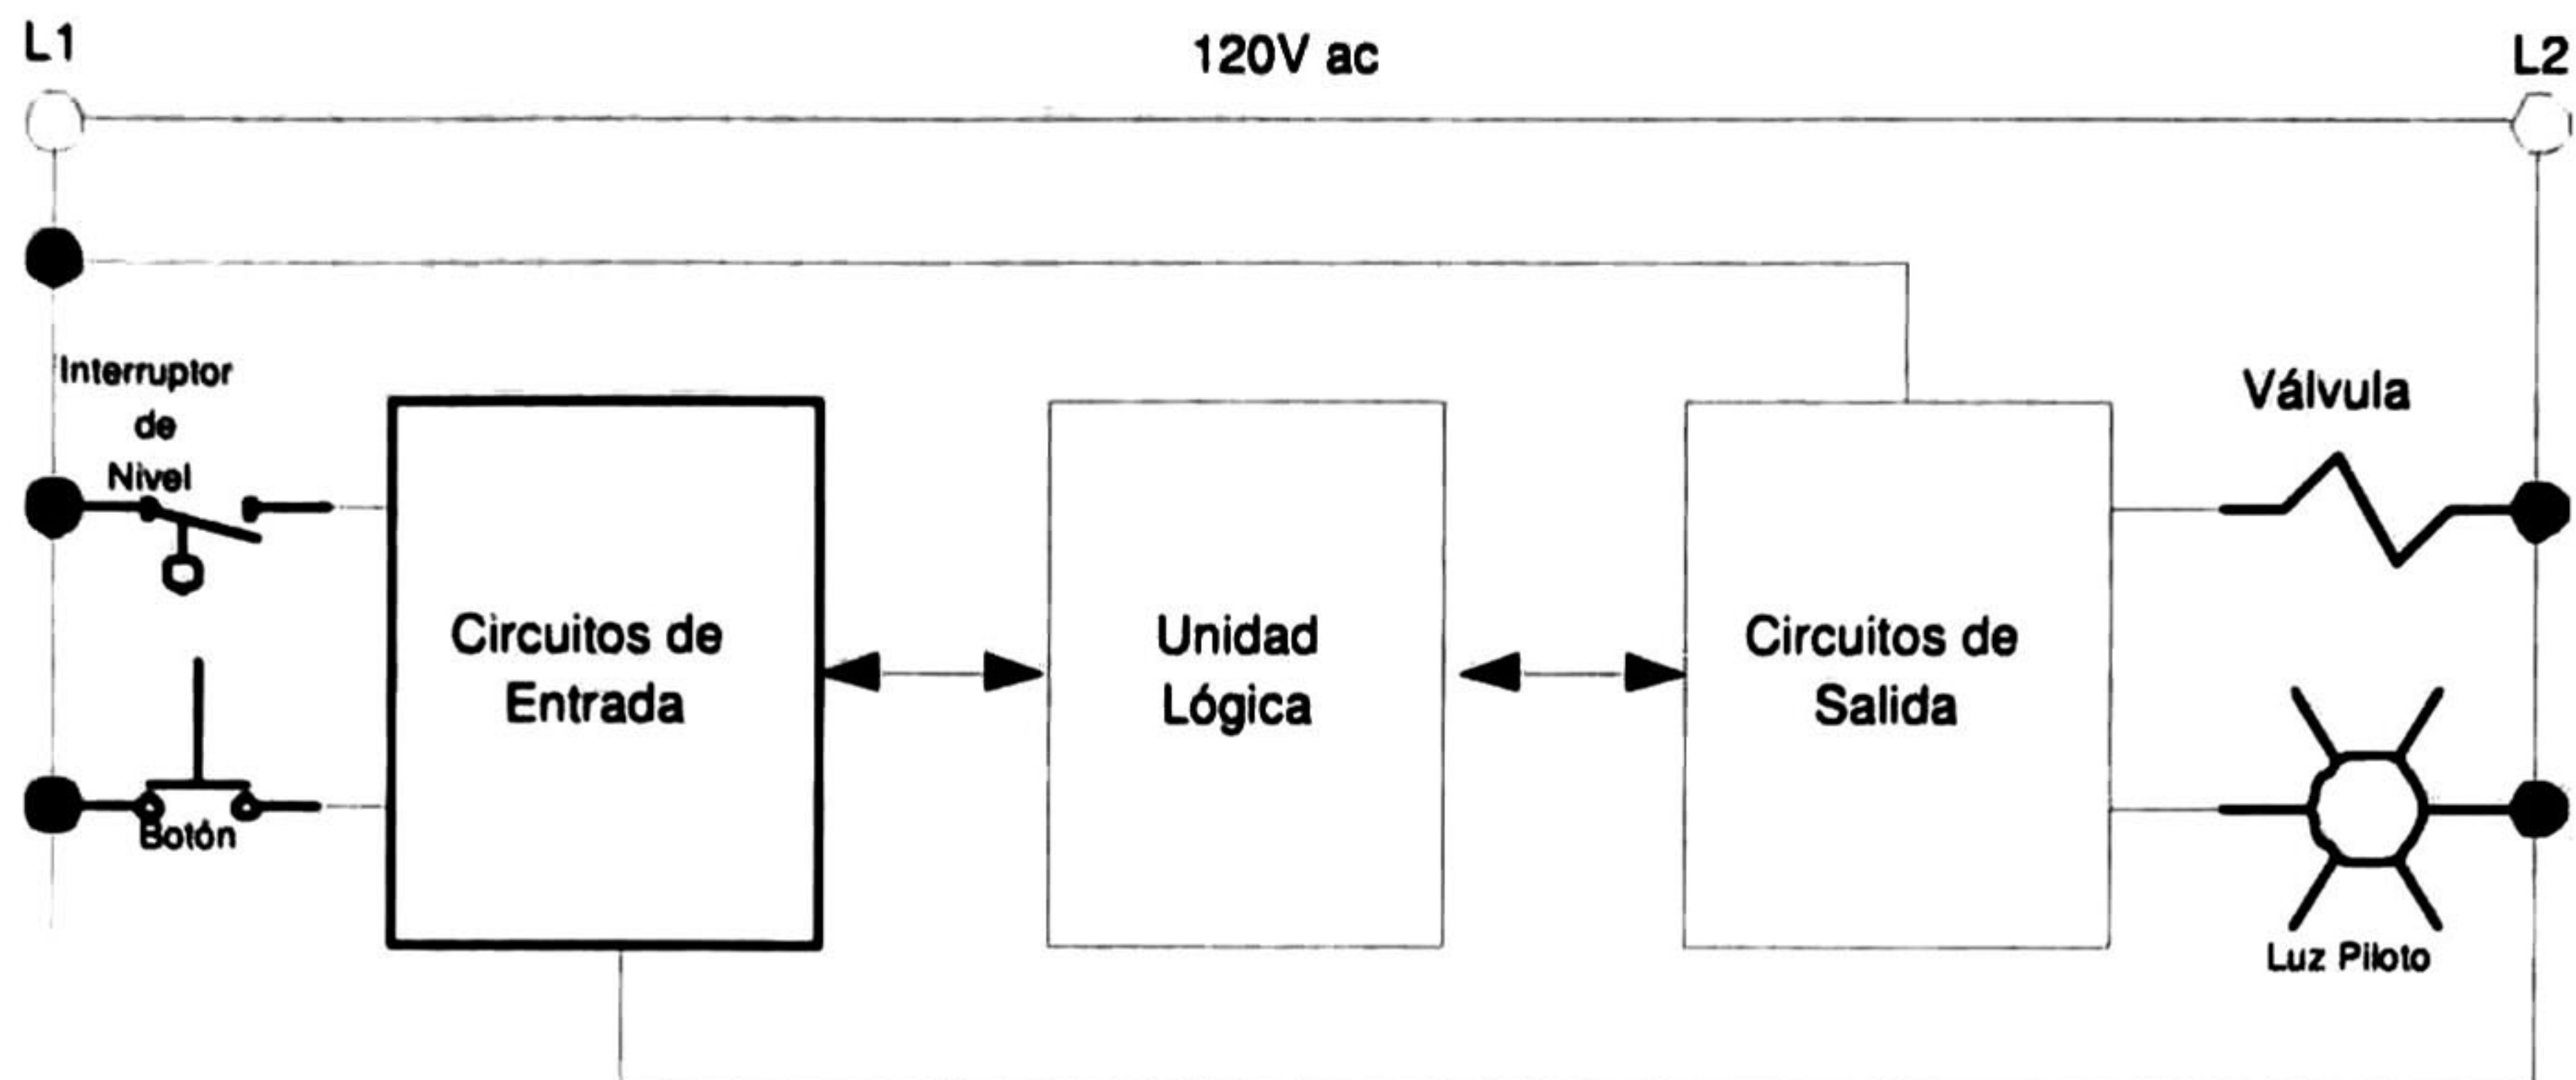 L1
120V ac
L2
Interruptor
de
Nivel
Válvula
Circuitos de
Entrada
Unidad
Lógica
Circuitos de
Salida
Botón
Luz Piloto